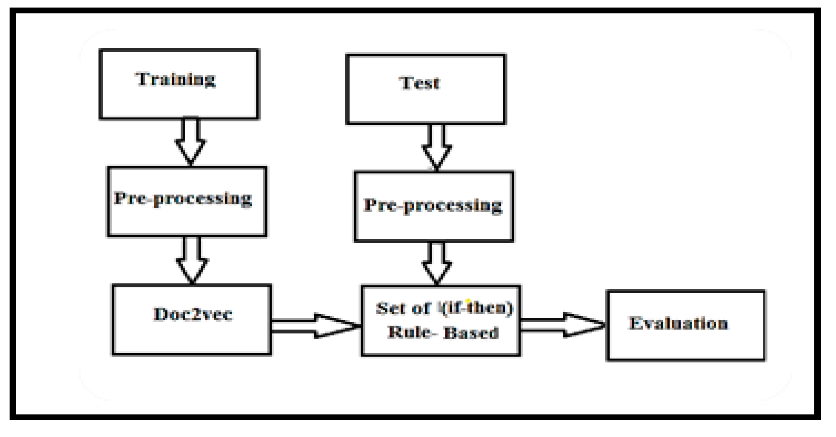 Training
Test
Pre-processing
Pre-processing
Doc2vec
Set of (if-then)
Rule- Based
Evaluation